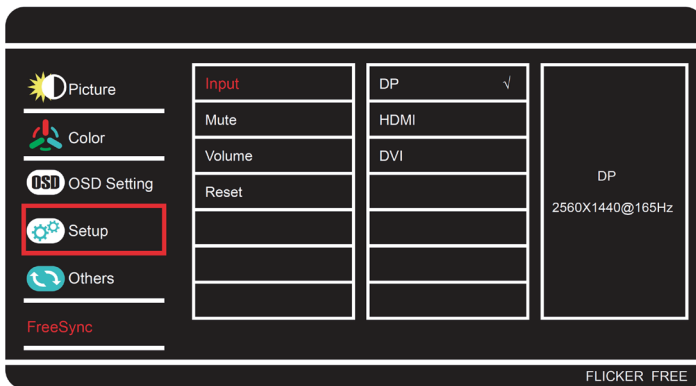 Picture
Color
OSD OSD Setting
Setup
Others
FreeSync
Input
Mute
Volume
Reset
DP √
HDMI
DVI
DP
2560X1440@165Hz
FLICKER FREE